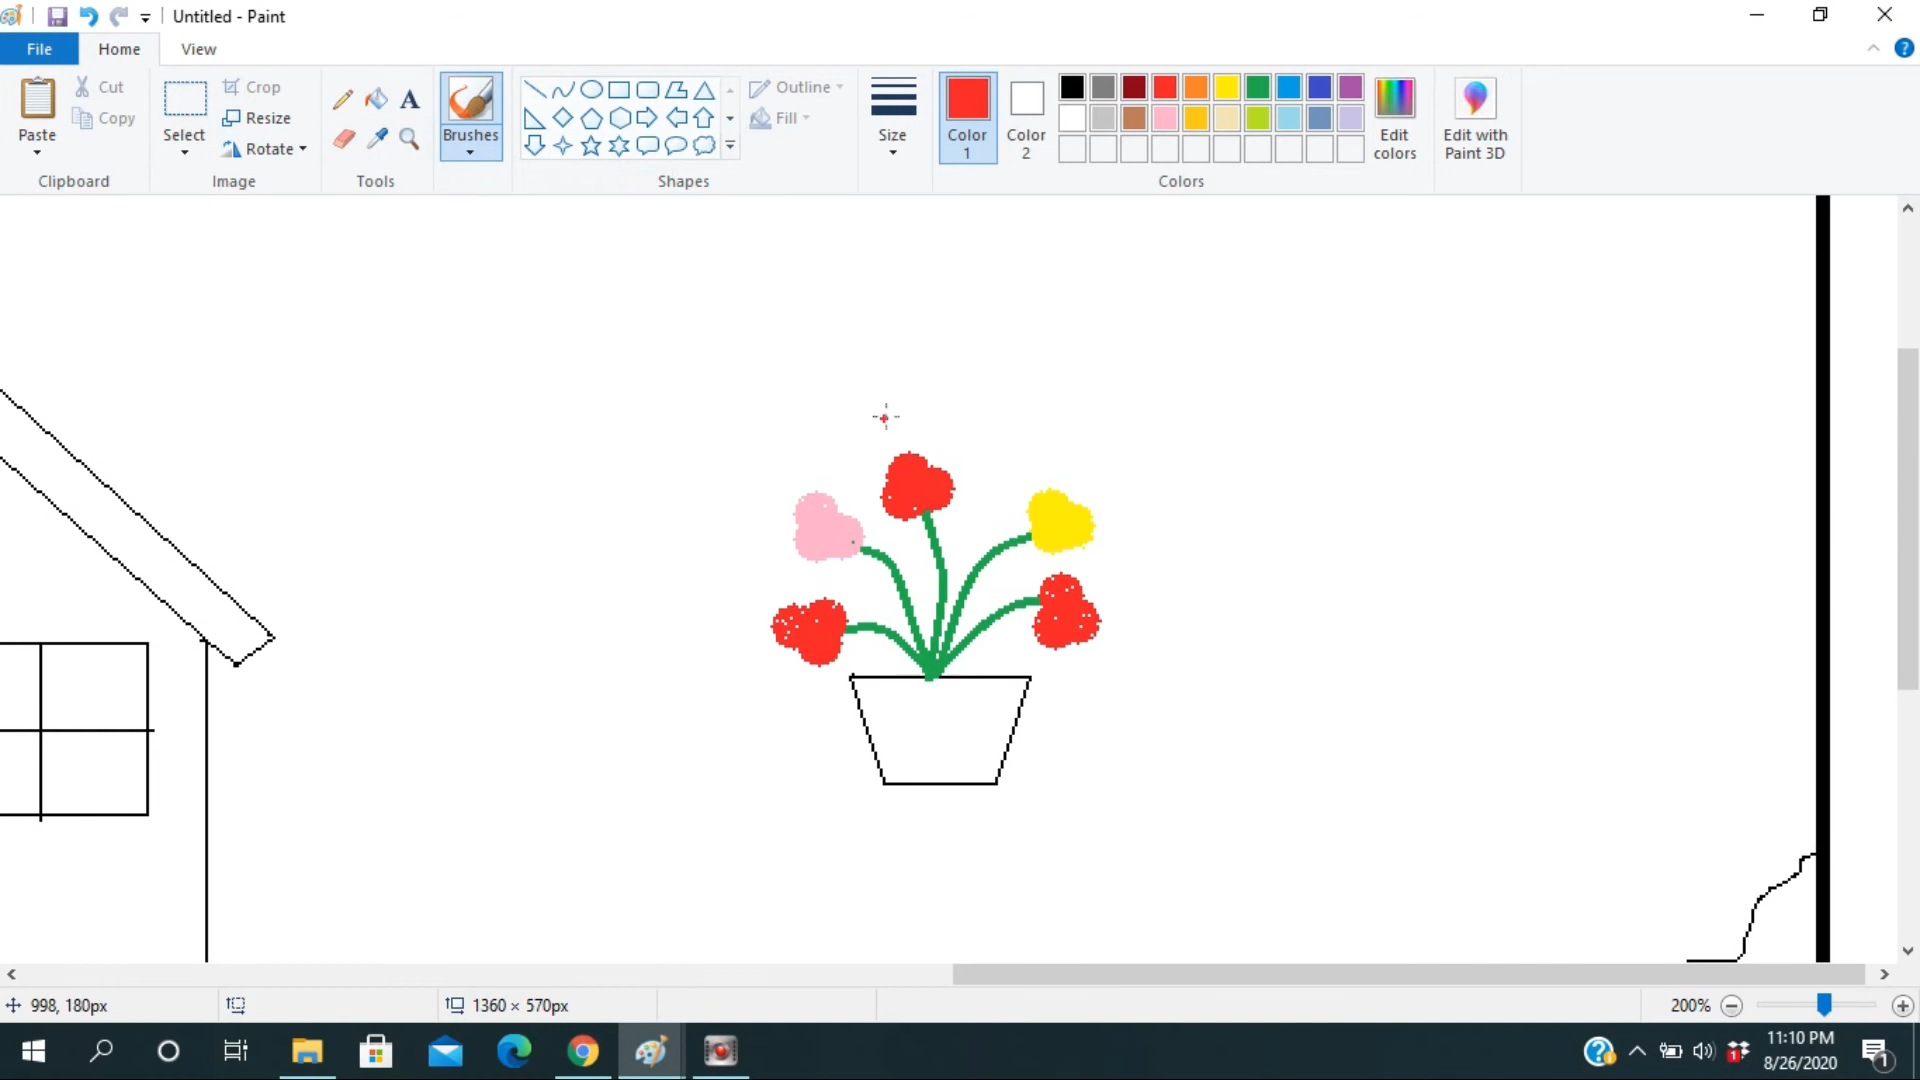 Untitled - Paint
File Home View
Paste Cut Copy Clipboard
Select Crop Resize Rotate Image
A
Tools
Brushes
Outline Fill Shapes
Size
Color 1 Color 2
Edit colors
Edit with Paint 3D
Colors
998, 180px 1360 × 570px 200%
11:10 PM
8/26/2020
1
1